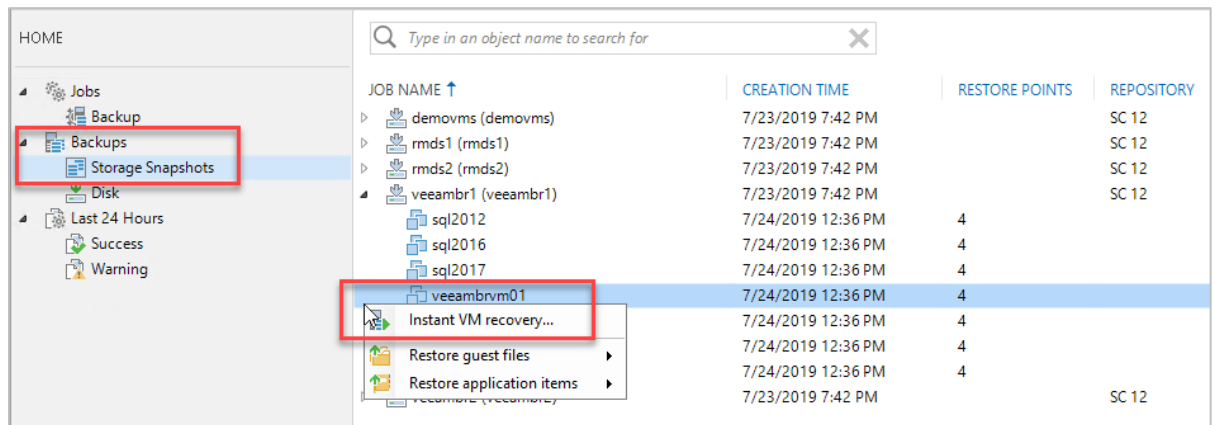 HOME
Jobs
Backup
Backups
Storage Snapshots
Disk
Last 24 Hours
Success
Warning
Type in an object name to search for
JOB NAME CREATION TIME RESTORE POINTS REPOSITORY
demovms (demovms) 7/23/2019 7:42 PM SC 12
rmds1 (rmds1) 7/23/2019 7:42 PM SC 12
rmds2 (rmds2) 7/23/2019 7:42 PM SC 12
veeambr1 (veeambr1) 7/23/2019 7:42 PM SC 12
sql2012 7/24/2019 12:36 PM 4
sql2016 7/24/2019 12:36 PM 4
sql2017 7/24/2019 12:36 PM 4
veeambrvm01 7/24/2019 12:36 PM 4
Instant VM recovery... 7/24/2019 12:36 PM 4
Restore guest files 7/24/2019 12:36 PM 4
Restore application items 7/24/2019 12:36 PM 4
7/23/2019 7:42 PM SC 12